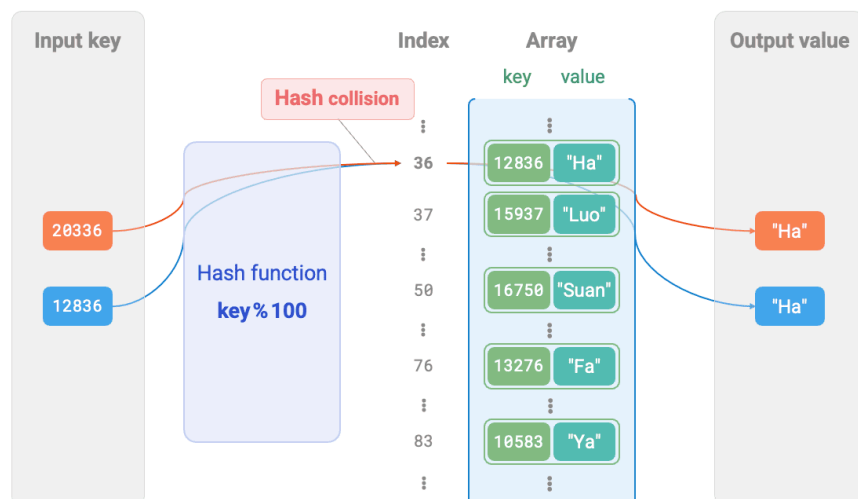 Input key
Index
Array
Output value
key value
Hash collision
36
12836 "Ha"
37
15937 "Luo"
20336
"Ha"
Hash function
key % 100
50
16750 "Suan"
12836
"Ha"
76
13276 "Fa"
83
10583 "Ya"